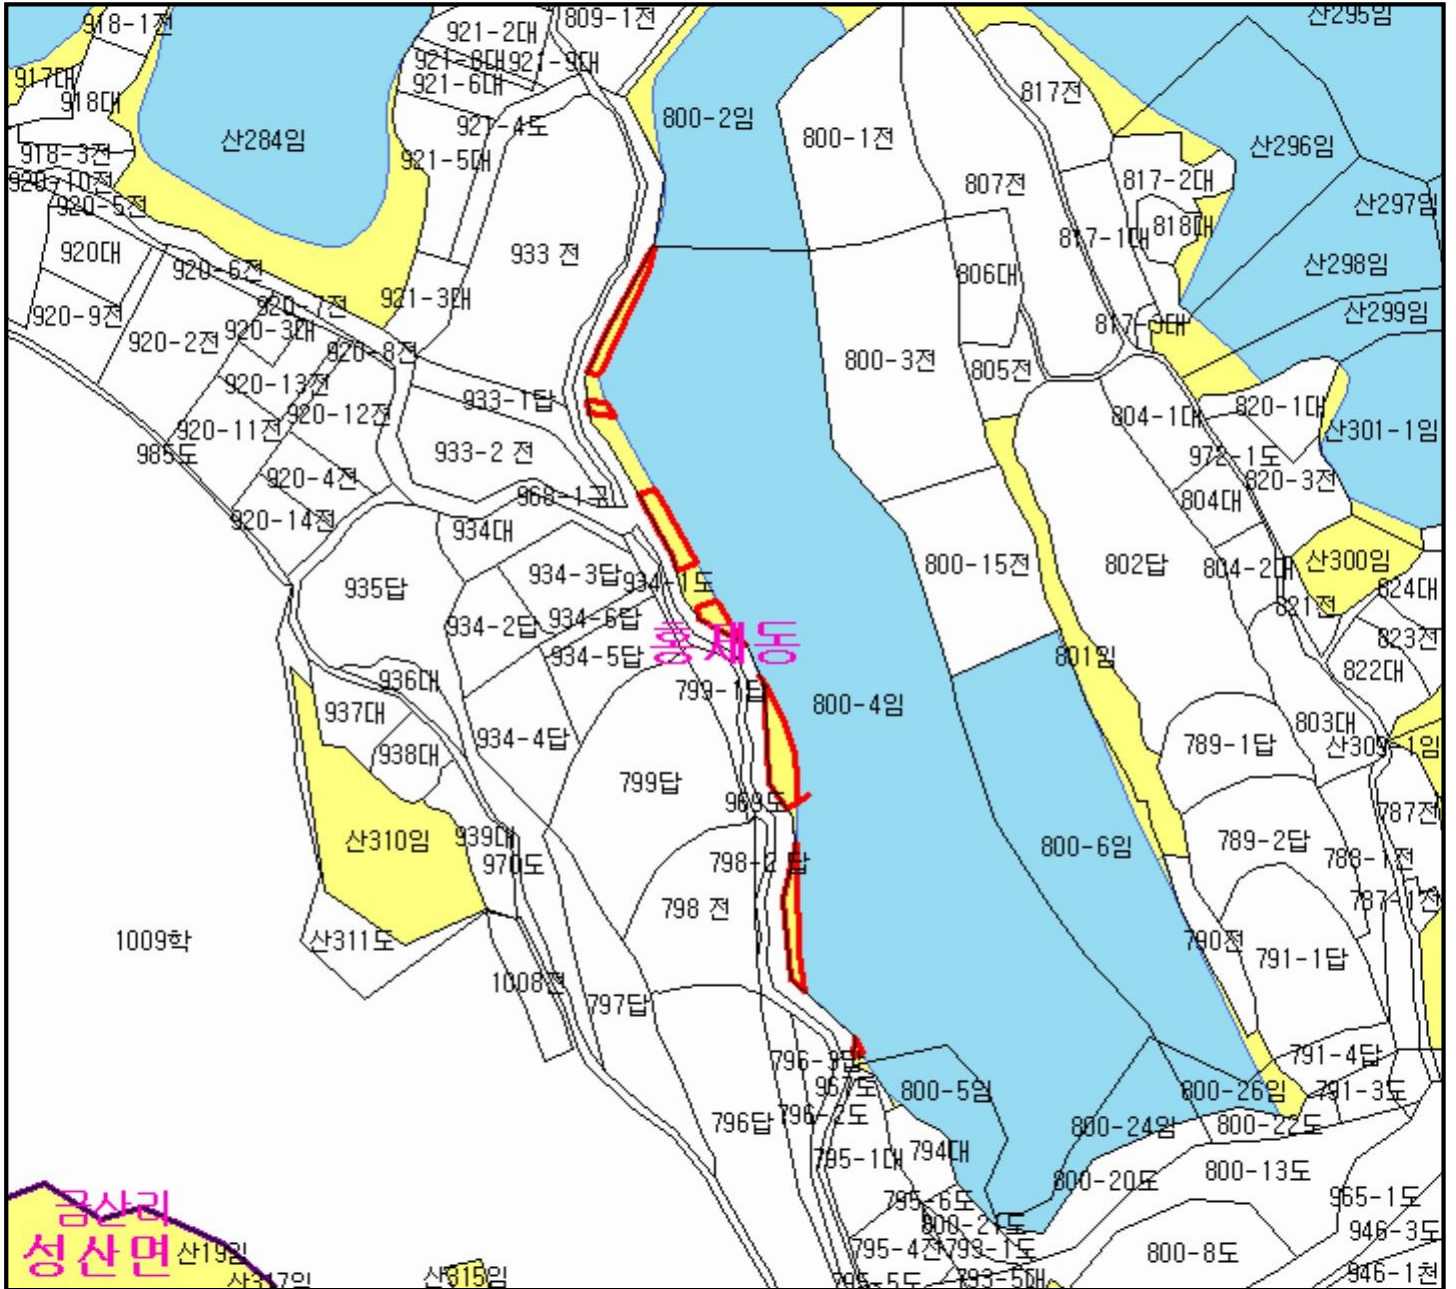 918-1전
921-2대
809-1전
산295임
921-8대
921-9대
917대
921-6대
817전
918대
800-2임
921-4도
산284임
800-1전
산296임
918-3전
921-5대
920-10전
807전
817-2대
920-5전
산297임
818대
920대
933 전
817-1대
920-6전
806대
산298임
921-3대
920-7전
920-9전
920-3대
817-3대
산299임
920-2전
920-8전
800-3전
805전
920-13전
933-1답
820-1대
920-12전
804-1대
920-11전
산301-1임
985도
933-2 전
972-1도
920-4전
820-3전
968-1구
804대
920-14전
934대
산300임
800-15전
802답
804-2대
935답
934-3답
934-1도
824대
821전
934-2답
934-6답
홍제동
823전
934-5답
801임
822대
936대
799-1답
937대
800-4임
803대
934-4답
789-1답
산309-1임
938대
799답
969도
787전
산310임
939대
789-2답
800-6임
788-1전
970도
798-2 답
787-1전
798 전
1009학
산311도
790전
791-1답
1008전
797답
791-4답
796-3답
967도
800-5임
800-26임
791-3도
796답
796-2도
800-24임
800-22도
795-1대
794대
800-20도
800-13도
965-1도
금산리
795-6도
800-21도
946-3도
성산면
산19임
795-4전
793-1도
800-8도
산317임
산315임
795-5도
793-5대
946-1천